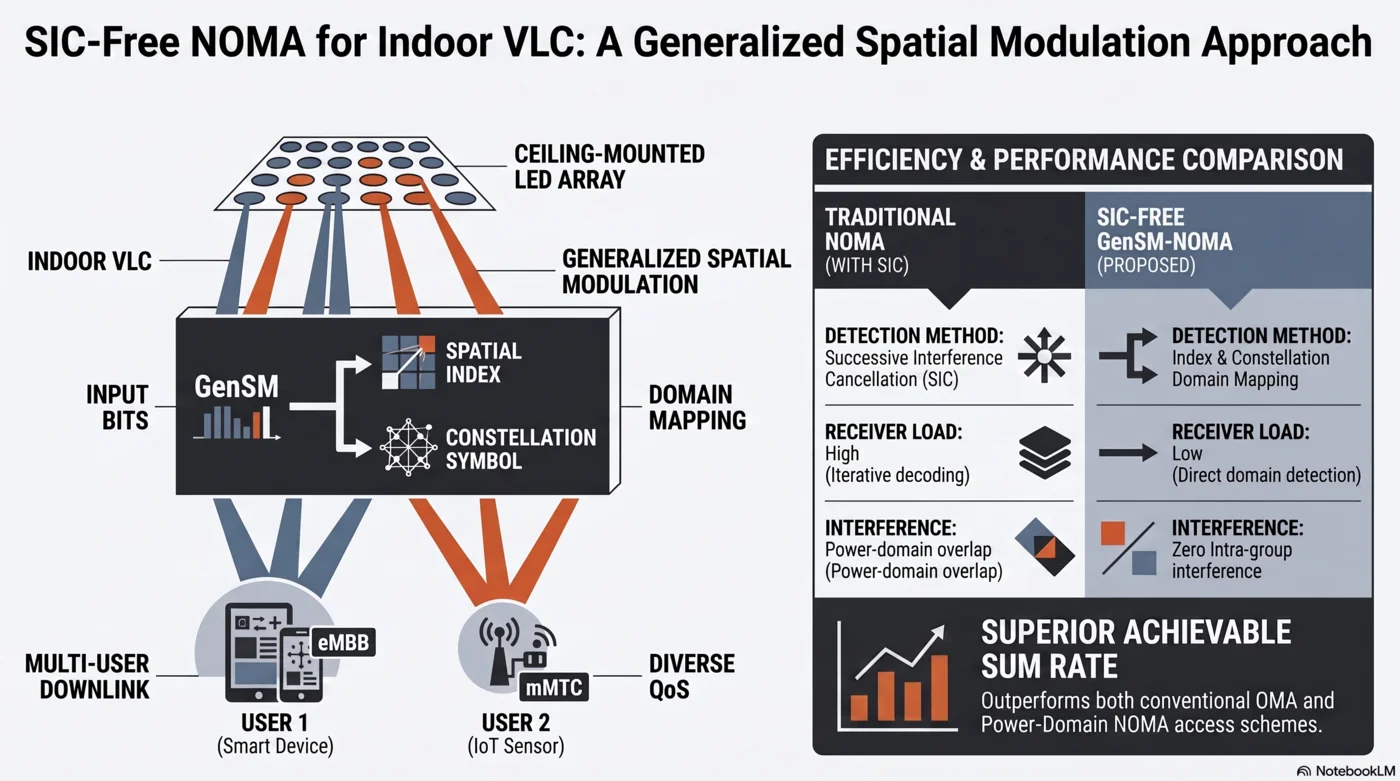 SIC-Free NOMA for Indoor VLC: A Generalized Spatial Modulation Approach
CEILING-MOUNTED
LED ARRAY
INDOOR VLC
GENERALIZED SPATIAL
MODULATION
INPUT
BITS
GenSM
SPATIAL
INDEX
CONSTELLATION
SYMBOL
DOMAIN
MAPPING
MULTI-USER
DOWNLINK
eMBB
USER 1
(Smart Device)
mMTC
USER 2
(IoT Sensor)
DIVERSE
QoS
EFFICIENCY & PERFORMANCE COMPARISON
TRADITIONAL
NOMA
(WITH SIC)
SIC-FREE
GenSM-NOMA
(PROPOSED)
DETECTION METHOD:
Successive Interference
Cancellation (SIC)
DETECTION METHOD:
Index & Constellation
Domain Mapping
RECEIVER LOAD:
High
(Iterative decoding)
RECEIVER LOAD:
Low
(Direct domain detection)
INTERFERENCE:
Power-domain overlap
(Power-domain overlap)
INTERFERENCE:
Zero Intra-group
interference
SUPERIOR ACHIEVABLE
SUM RATE
Outperforms both conventional OMA and
Power-Domain NOMA access schemes.
NotebookLM